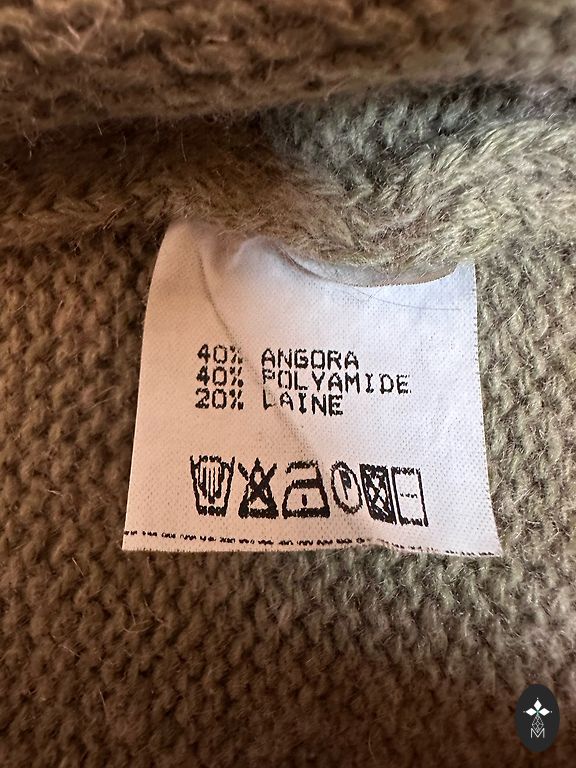 40% ANGORA
40% POLYAMIDE
20% LAINE
P
M